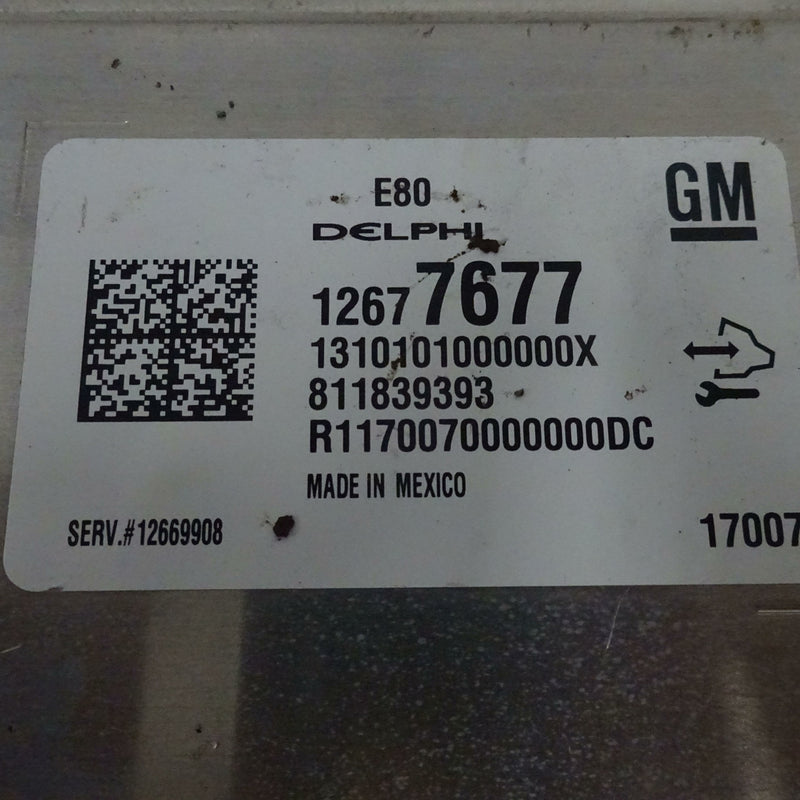 E80
GM
DELPHI
12677677
1310101000000X
811839393
R1170070000000DC
MADE IN MEXICO
SERV.#12669908
17007